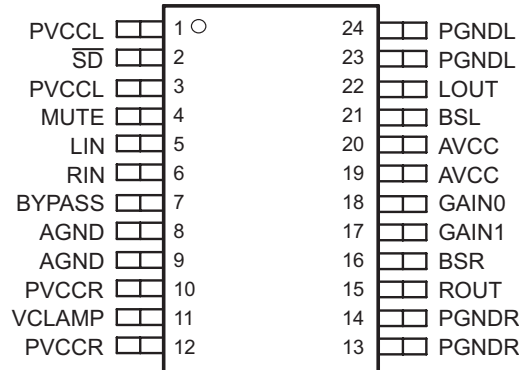 PVCCL 1 24 PGNDL
SD 2 23 PGNDL
PVCCL 3 22 LOUT
MUTE 4 21 BSL
LIN 5 20 AVCC
RIN 6 19 AVCC
BYPASS 7 18 GAIN0
AGND 8 17 GAIN1
AGND 9 16 BSR
PVCCR 10 15 ROUT
VCLAMP 11 14 PGNDR
PVCCR 12 13 PGNDR